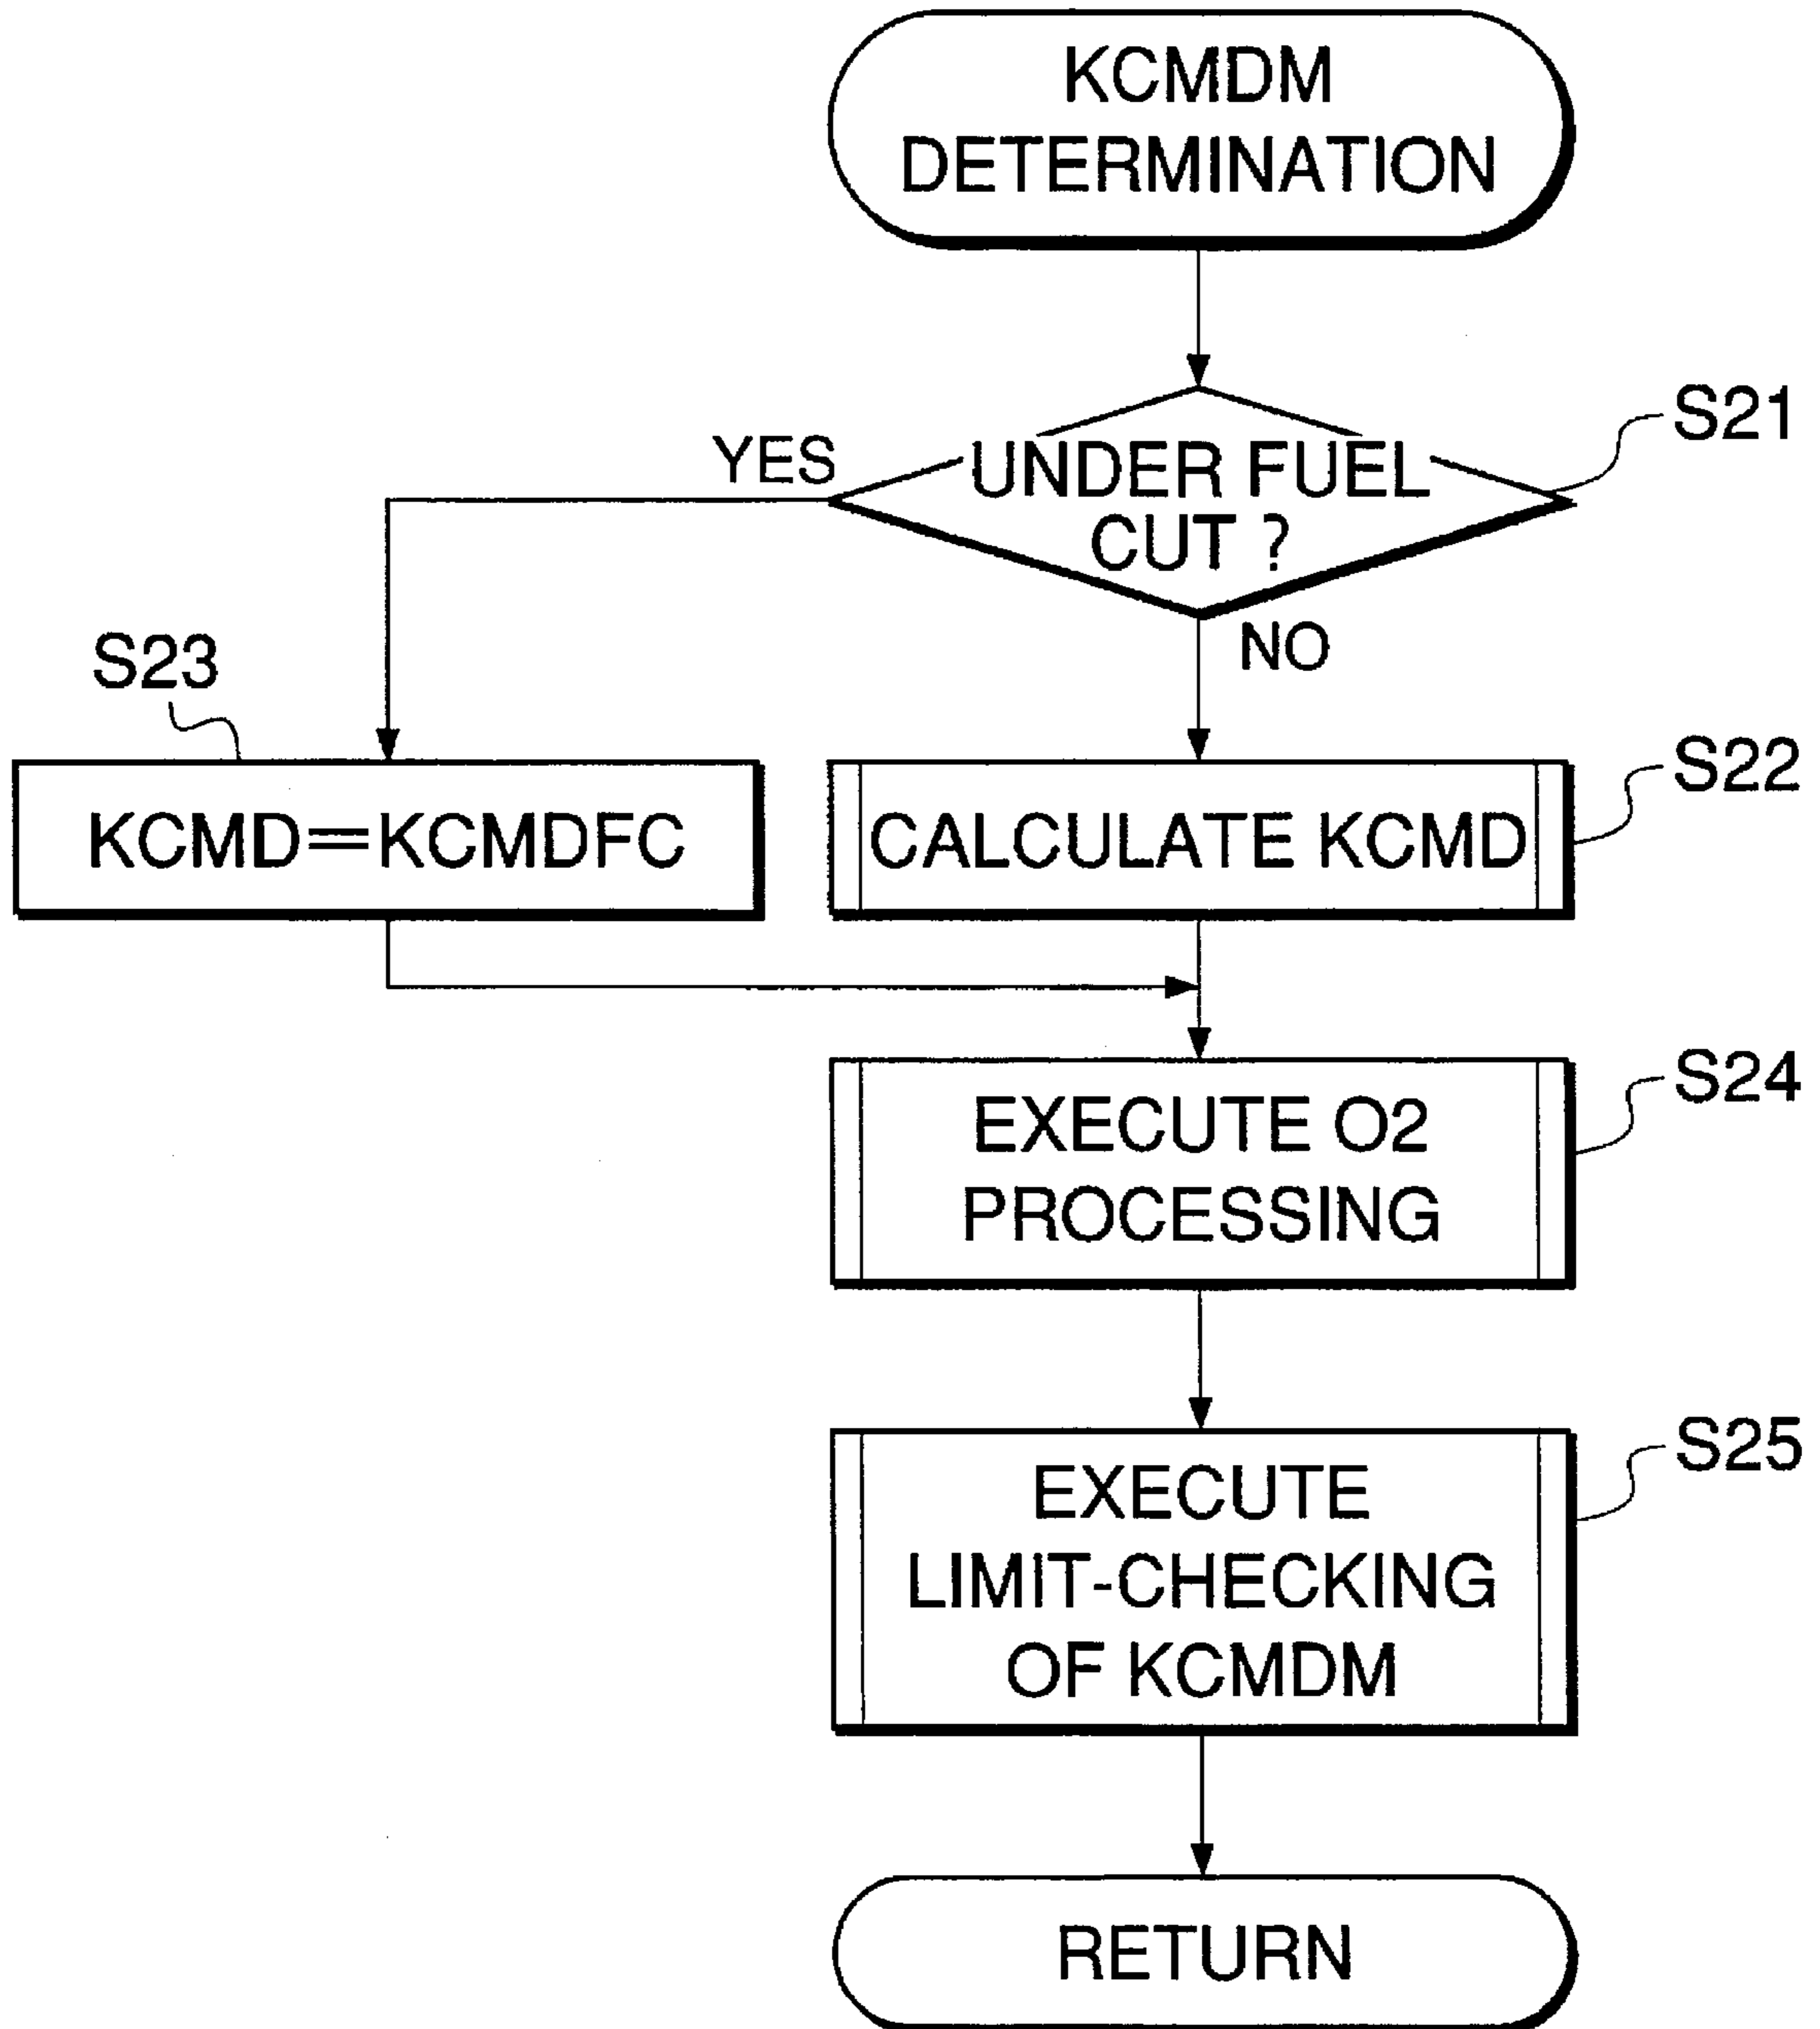 KCMDM
DETERMINATION
S21
YES
UNDER FUEL
CUT ?
NO
S23
S22
KCMD=KCMDFC
CALCULATE KCMD
S24
EXECUTE O2
PROCESSING
S25
EXECUTE
LIMIT-CHECKING
OF KCMDM
RETURN